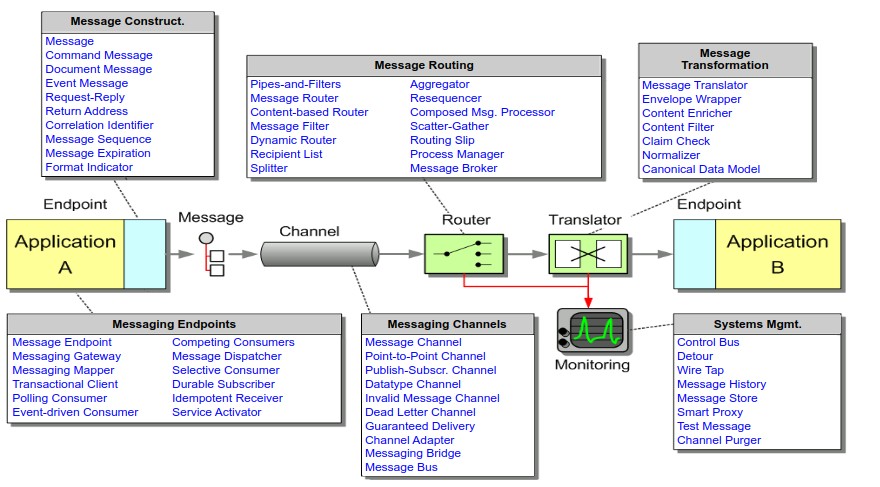 Message Construct.
Message
Command Message
Document Message
Event Message
Request-Reply
Return Address
Correlation Identifier
Message Sequence
Message Expiration
Format Indicator
Message Routing
Pipes-and-Filters
Message Router
Content-based Router
Message Filter
Dynamic Router
Recipient List
Splitter
Aggregator
Resequencer
Composed Msg. Processor
Scatter-Gather
Routing Slip
Process Manager
Message Broker
Message
Transformation
Message Translator
Envelope Wrapper
Content Enricher
Content Filter
Claim Check
Normalizer
Canonical Data Model
Endpoint
Application
A
Message
Channel
Router
Translator
Endpoint
Application
B
Monitoring
Messaging Endpoints
Message Endpoint
Messaging Gateway
Messaging Mapper
Transactional Client
Polling Consumer
Event-driven Consumer
Competing Consumers
Message Dispatcher
Selective Consumer
Durable Subscriber
Idempotent Receiver
Service Activator
Messaging Channels
Message Channel
Point-to-Point Channel
Publish-Subscr. Channel
Datatype Channel
Invalid Message Channel
Dead Letter Channel
Guaranteed Delivery
Channel Adapter
Messaging Bridge
Message Bus
Systems Mgmt.
Control Bus
Detour
Wire Tap
Message History
Message Store
Smart Proxy
Test Message
Channel Purger